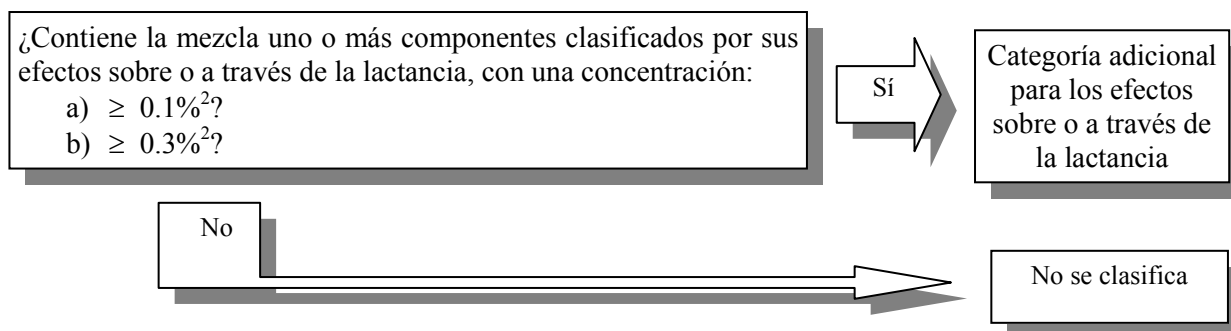 ¿Contiene la mezcla uno o más componentes clasificados por sus
efectos sobre o a través de la lactancia, con una concentración:
a) ≥ 0.1%²?
b) ≥ 0.3%²?
Sí
Categoría adicional
para los efectos
sobre o a través de
la lactancia
No
No se clasifica